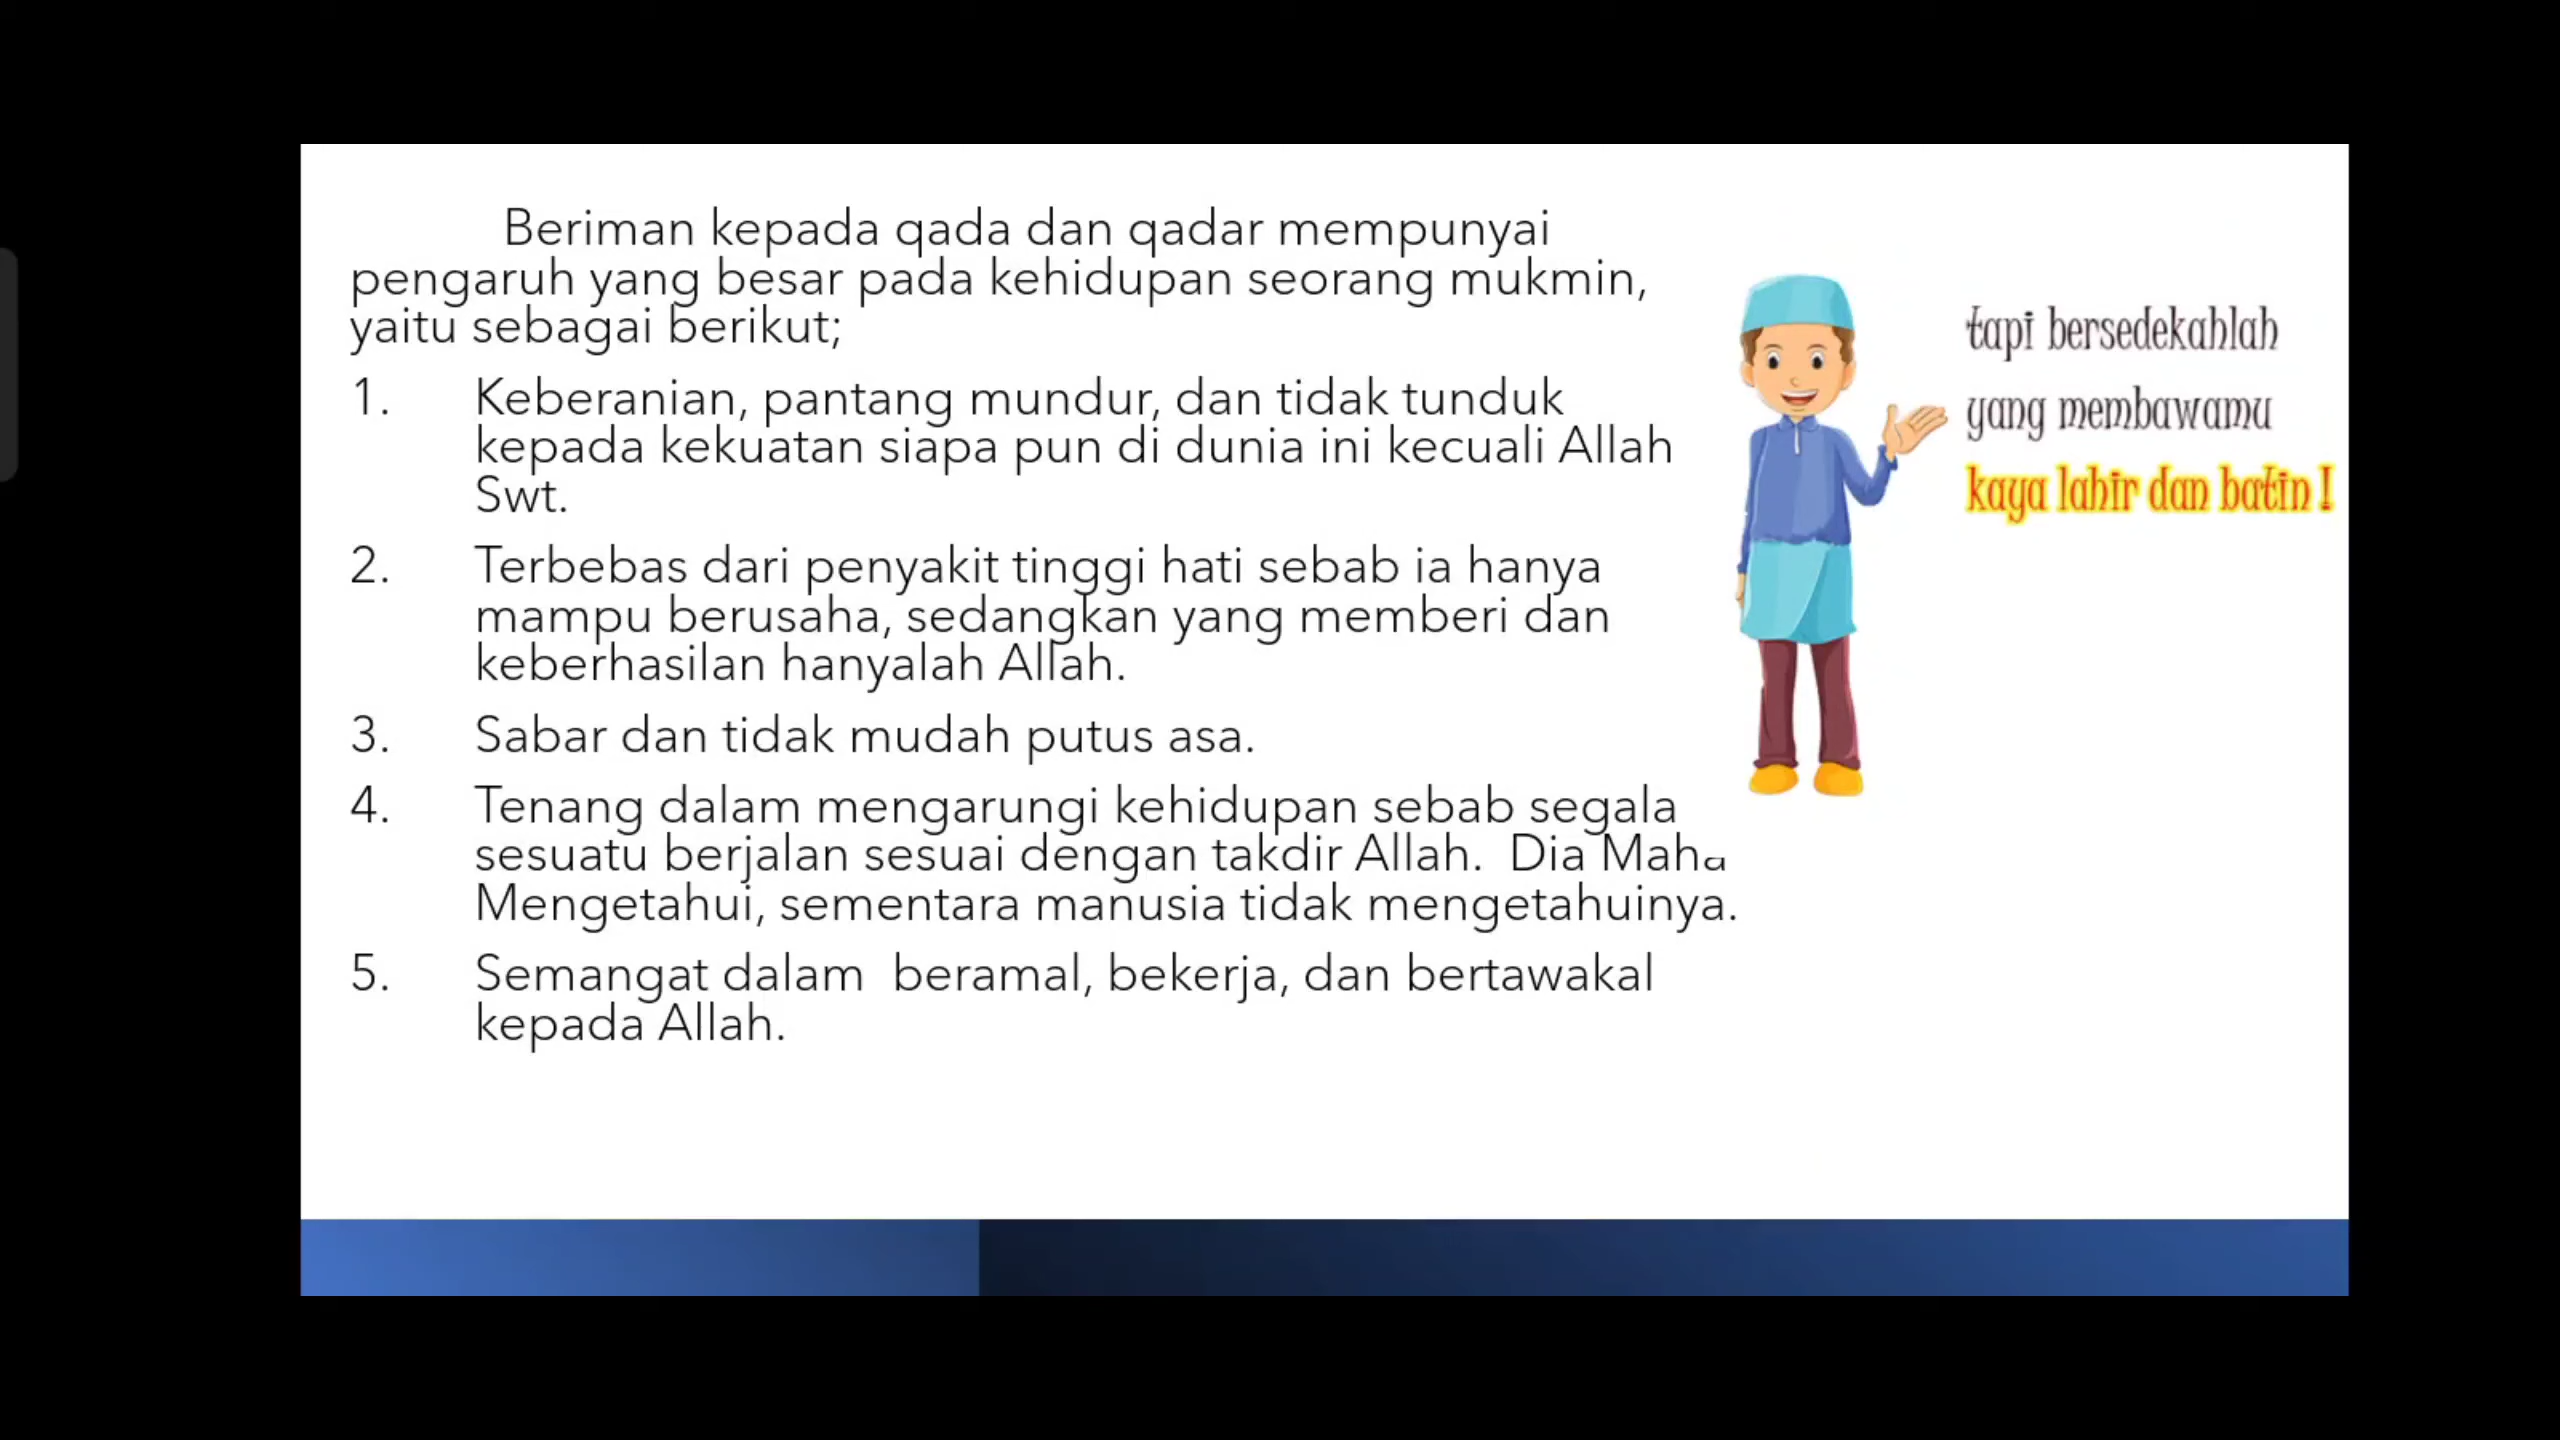 Beriman kepada qada dan qadar mempunyai
pengaruh yang besar pada kehidupan seorang mukmin,
yaitu sebagai berikut;
1. Keberanian, pantang mundur, dan tidak tunduk
kepada kekuatan siapa pun di dunia ini kecuali Allah
Swt.
2. Terbebas dari penyakit tinggi hati sebab ia hanya
mampu berusaha, sedangkan yang memberi dan
keberhasilan hanyalah Allah.
3. Sabar dan tidak mudah putus asa.
4. Tenang dalam mengarungi kehidupan sebab segala
sesuatu berjalan sesuai dengan takdir Allah.  Dia Maha
Mengetahui, sementara manusia tidak mengetahuinya.
5. Semangat dalam  beramal, bekerja, dan bertawakal
kepada Allah.
tapi bersedekahlah
yang membawamu
kaya lahir dan batin !